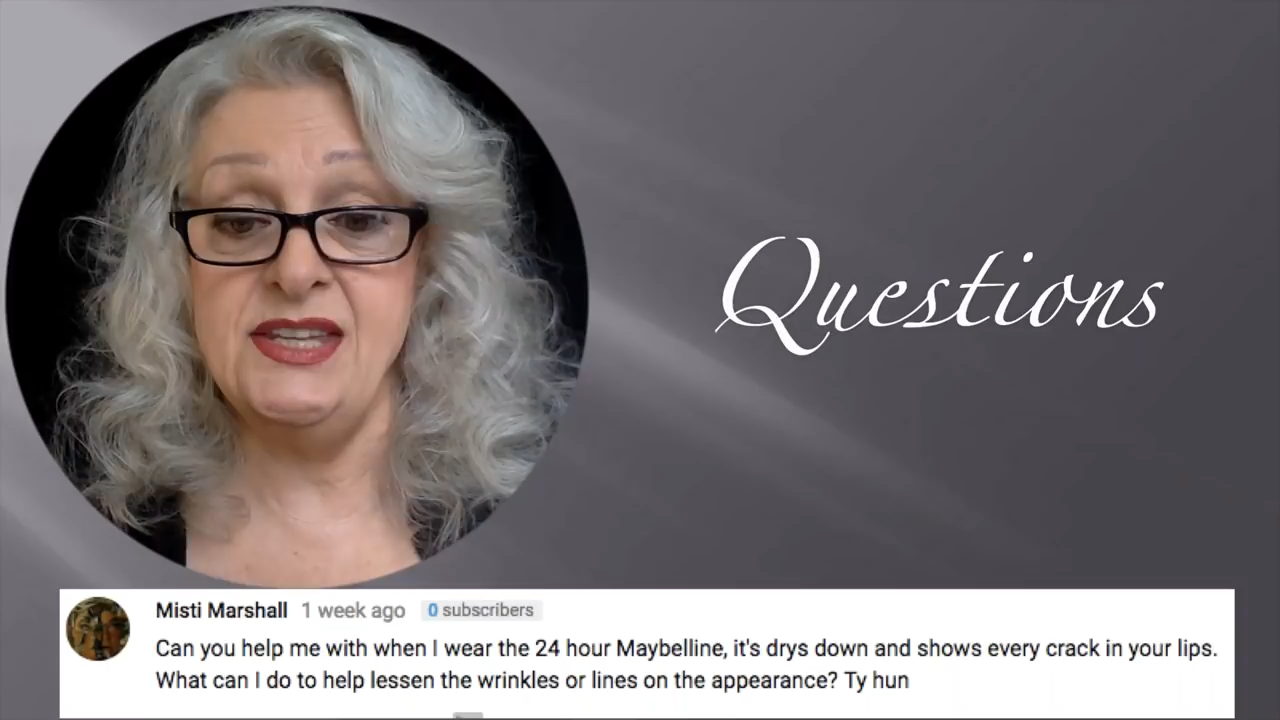 Questions
Misti Marshall 1 week ago 0 subscribers
Can you help me with when I wear the 24 hour Maybelline, it's drys down and shows every crack in your lips.
What can I do to help lessen the wrinkles or lines on the appearance? Ty hun